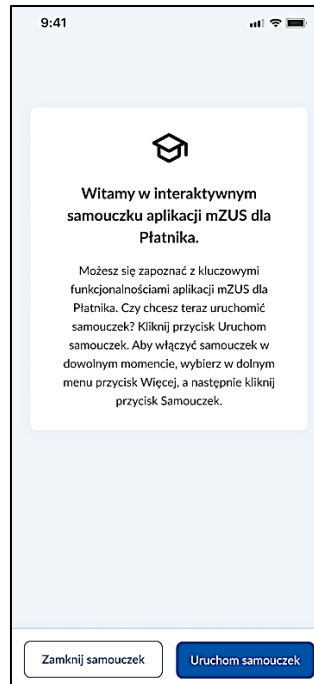 9:41
Witamy w interaktywnym
samouczku aplikacji mZUS dla
Płatnika.
Możesz się zapoznać z kluczowymi
funkcjonalnościami aplikacji mZUS dla
Płatnika. Czy chcesz teraz uruchomić
samouczek? Kliknij przycisk Uruchom
samouczek. Aby włączyć samouczek w
dowolnym momencie, wybierz w dolnym
menu przycisk Więcej, a następnie kliknij
przycisk Samouczek.
Zamknij samouczek
Uruchom samouczek